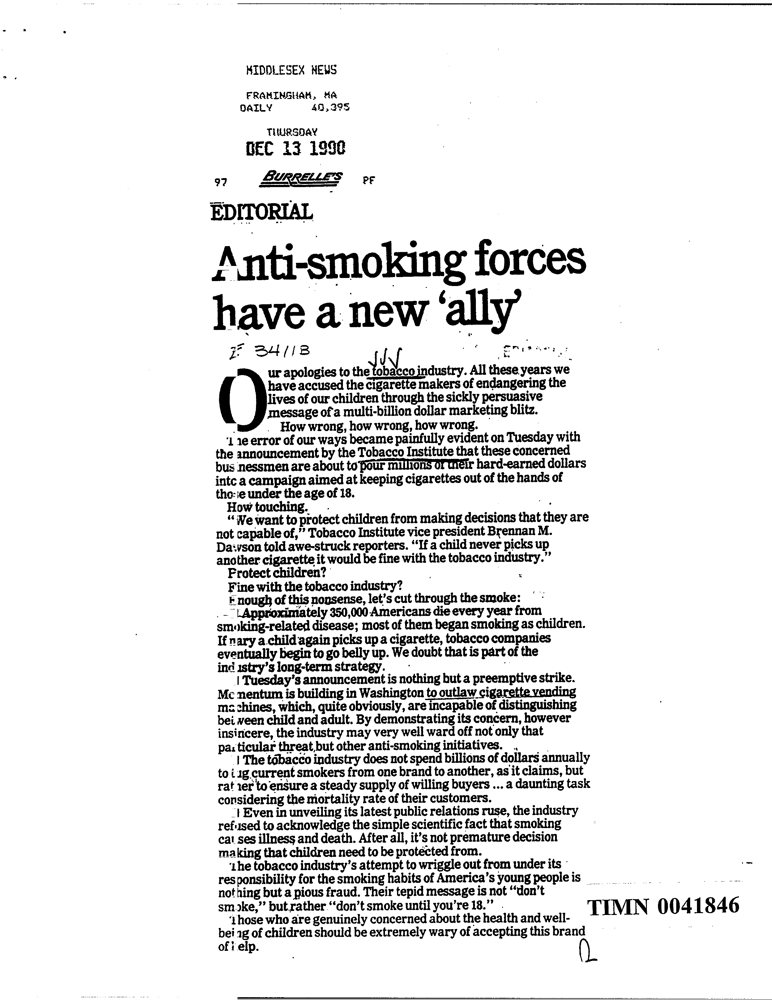 MIDDLESEX NEWS
FRAMINGHAM, MA
DAILY 40,395
THURSDAY
DEC 13 1990
97 BURRELLE'S PF
EDITORIAL
Anti-smoking forces
have a new ‘ally’
34/13
Our apologies to the tobacco industry. All these years we
have accused the cigarette makers of endangering the
lives of our children through the sickly persuasive
message of a multi-billion dollar marketing blitz.
How wrong, how wrong, how wrong.
The error of our ways became painfully evident on Tuesday with
the announcement by the Tobacco Institute that these concerned
businessmen are about to pour millions of their hard-earned dollars
into a campaign aimed at keeping cigarettes out of the hands of
those under the age of 18.
How touching.
“We want to protect children from making decisions that they are
not capable of,” Tobacco Institute vice president Brennan M.
Dawson told awe-struck reporters. “If a child never picks up
another cigarette it would be fine with the tobacco industry.”
Protect children?
Fine with the tobacco industry?
Enough of this nonsense, let's cut through the smoke:
Approximately 350,000 Americans die every year from
smoking-related disease; most of them began smoking as children.
If nary a child again picks up a cigarette, tobacco companies
eventually begin to go belly up. We doubt that is part of the
industry's long-term strategy.
Tuesday's announcement is nothing but a preemptive strike.
Momentum is building in Washington to outlaw cigarette vending
machines, which, quite obviously, are incapable of distinguishing
between child and adult. By demonstrating its concern, however
insincere, the industry may very well ward off not only that
particular threat but other anti-smoking initiatives.
The tobacco industry does not spend billions of dollars annually
to lug current smokers from one brand to another, as it claims, but
rather to ensure a steady supply of willing buyers ... a daunting task
considering the mortality rate of their customers.
Even in unveiling its latest public relations ruse, the industry
refused to acknowledge the simple scientific fact that smoking
causes illness and death. After all, it's not premature decision
making that children need to be protected from.
The tobacco industry's attempt to wriggle out from under its
responsibility for the smoking habits of America's young people is
nothing but a pious fraud. Their tepid message is not “don't
smoke,” but rather “don't smoke until you're 18.”
Those who are genuinely concerned about the health and well-
being of children should be extremely wary of accepting this brand
of help.
TIMN 0041846